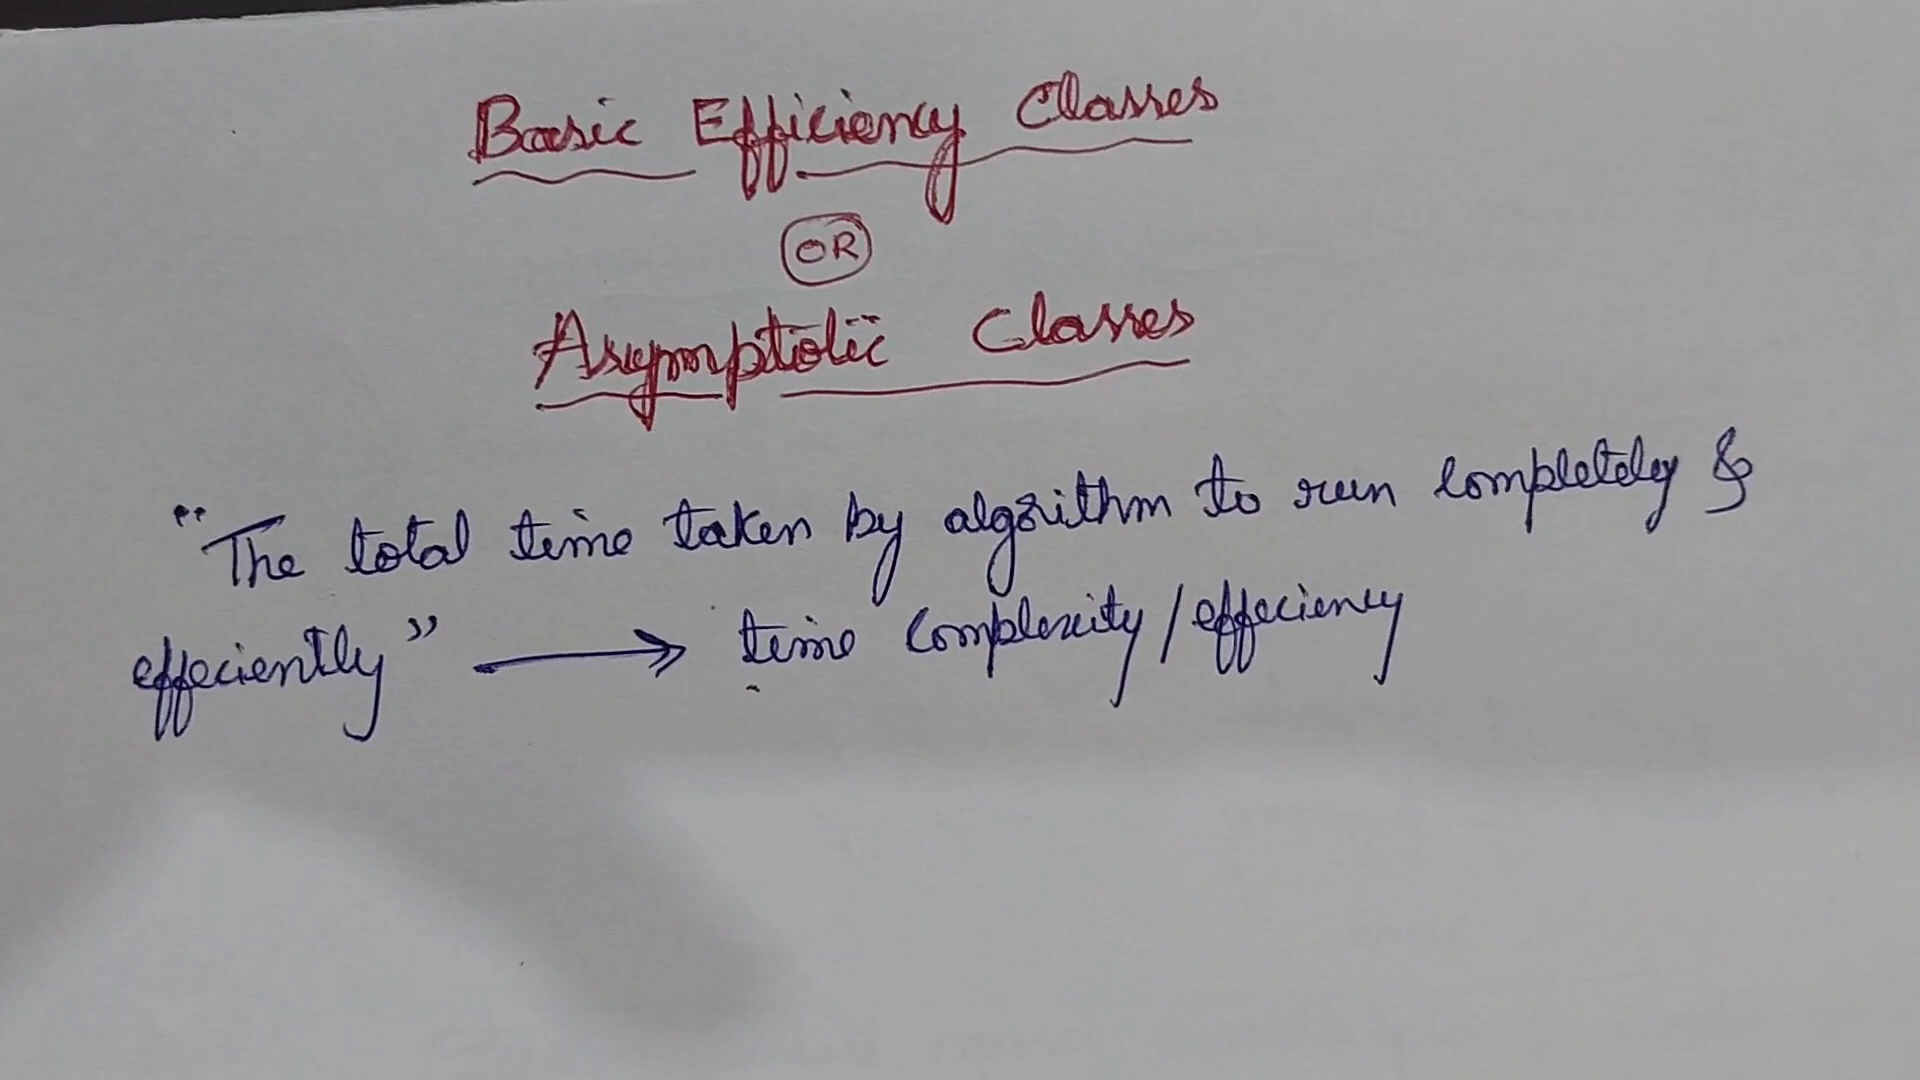 Basic Efficiency Classes
OR
Asymptotic Classes
"The total time taken by algorithm to run completely &
effeciently" → time complexity/effeciency